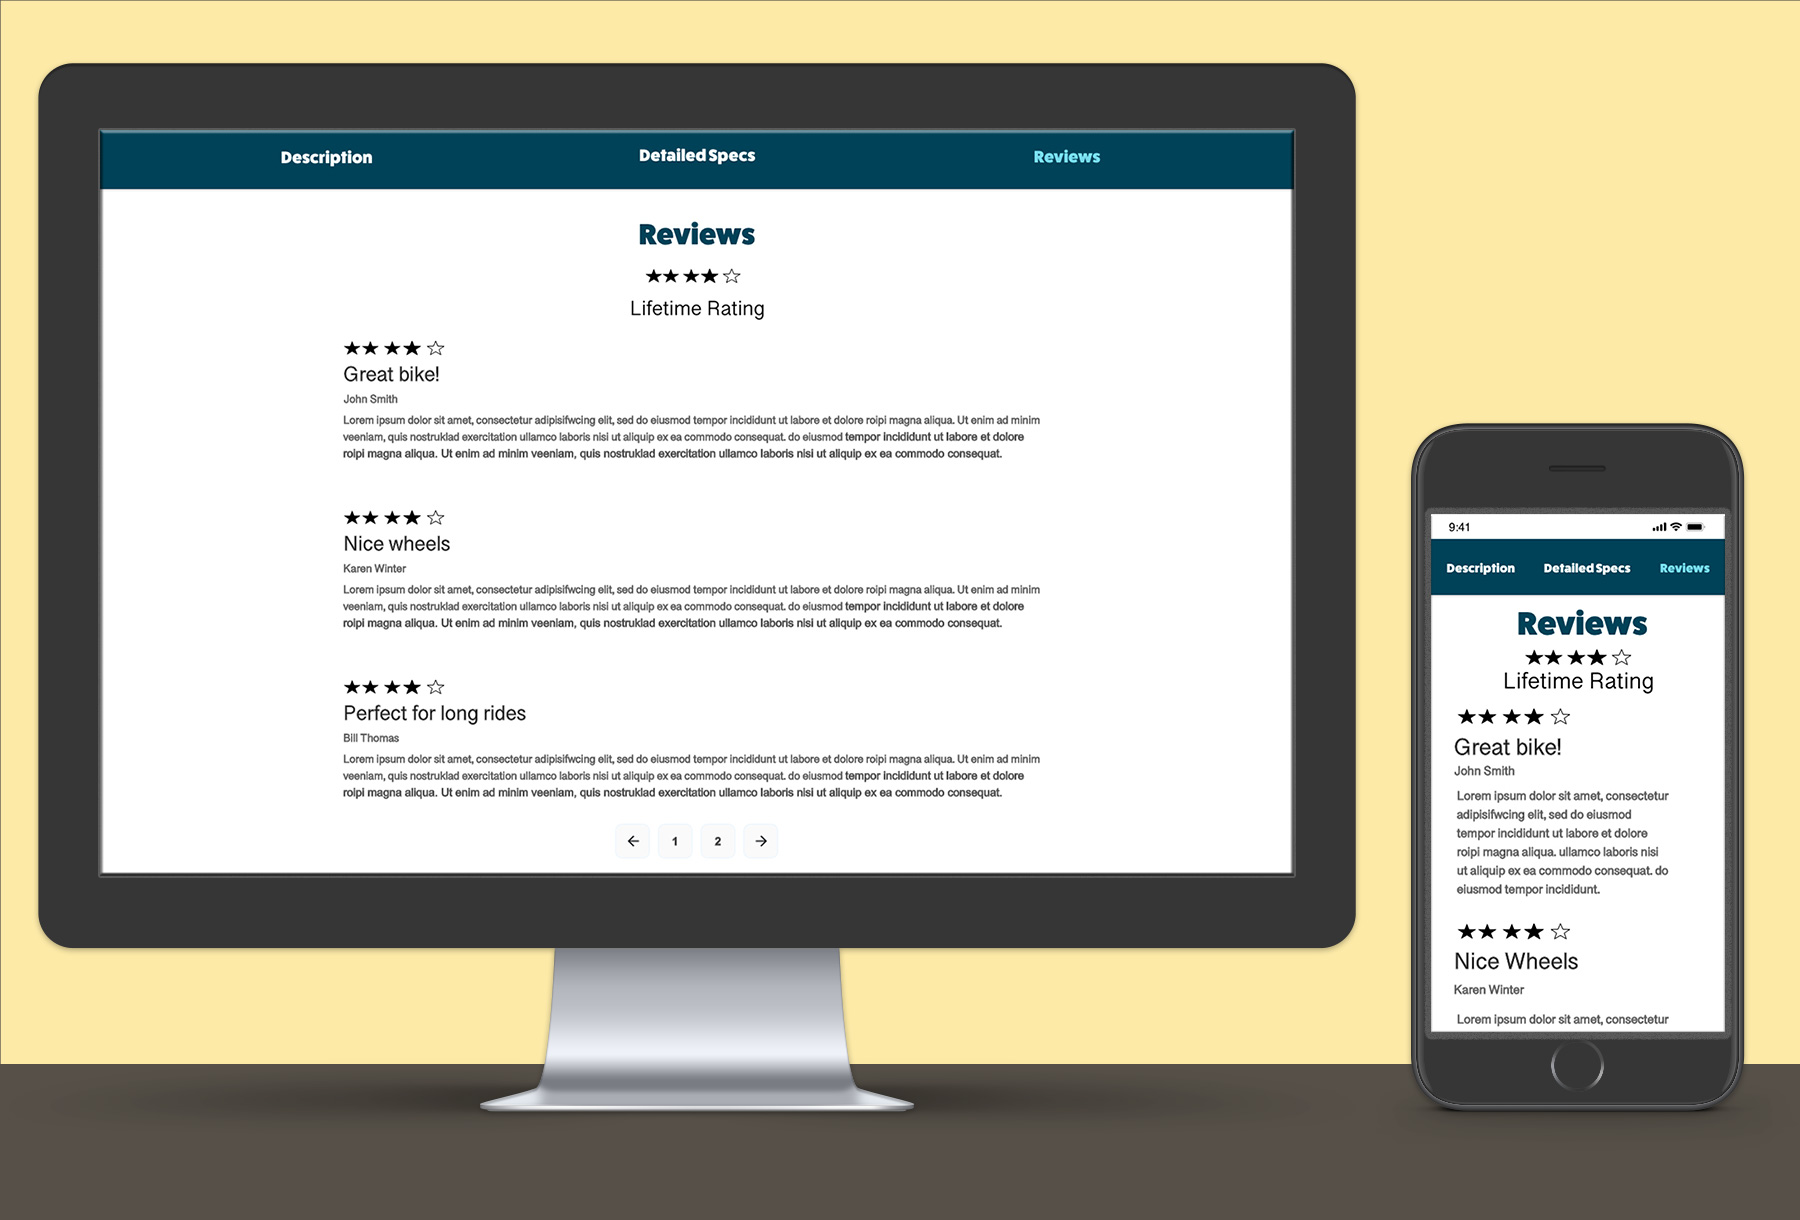 Description Detailed Specs Reviews
Reviews
★★★★☆
Lifetime Rating
★★★★☆
Great bike!
John Smith
Lorem ipsum dolor sit amet, consectetur adipisifwcing elit, sed do eiusmod tempor incididunt ut labore et dolore roipi magna aliqua. Ut enim ad minim
veeniam, quis nostruklad exercitation ullamco laboris nisi ut aliquip ex ea commodo consequat. do eiusmod tempor incididunt ut labore et dolore
roipi magna aliqua. Ut enim ad minim veeniam, quis nostruklad exercitation ullamco laboris nisi ut aliquip ex ea commodo consequat.
★★★★☆
Nice wheels
Karen Winter
Lorem ipsum dolor sit amet, consectetur adipisifwcing elit, sed do eiusmod tempor incididunt ut labore et dolore roipi magna aliqua. Ut enim ad minim
veeniam, quis nostruklad exercitation ullamco laboris nisi ut aliquip ex ea commodo consequat. do eiusmod tempor incididunt ut labore et dolore
roipi magna aliqua. Ut enim ad minim veeniam, quis nostruklad exercitation ullamco laboris nisi ut aliquip ex ea commodo consequat.
★★★★☆
Perfect for long rides
Bill Thomas
Lorem ipsum dolor sit amet, consectetur adipisifwcing elit, sed do eiusmod tempor incididunt ut labore et dolore roipi magna aliqua. Ut enim ad minim
veeniam, quis nostruklad exercitation ullamco laboris nisi ut aliquip ex ea commodo consequat. do eiusmod tempor incididunt ut labore et dolore
roipi magna aliqua. Ut enim ad minim veeniam, quis nostruklad exercitation ullamco laboris nisi ut aliquip ex ea commodo consequat.
← 1 2 →
9:41
Description Detailed Specs Reviews
Reviews
★★★★☆
Lifetime Rating
★★★★☆
Great bike!
John Smith
Lorem ipsum dolor sit amet, consectetur
adipisifwcing elit, sed do eiusmod
tempor incididunt ut labore et dolore
roipi magna aliqua. ullamco laboris nisi
ut aliquip ex ea commodo consequat. do
eiusmod tempor incididunt.
★★★★☆
Nice Wheels
Karen Winter
Lorem ipsum dolor sit amet, consectetur